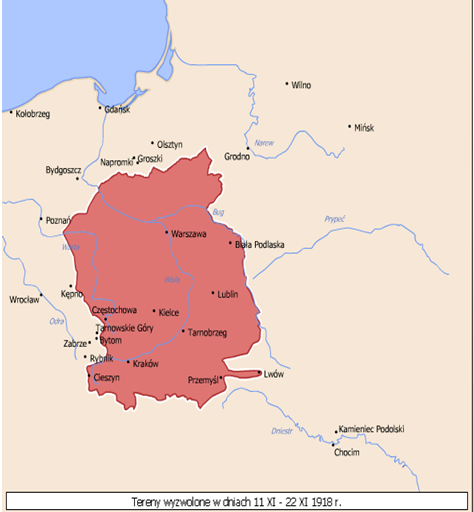 Wilno
Kołobrzeg
Gdańsk
Mińsk
Olsztyn
Narew
Napromki
Groszki
Grodno
Bydgoszcz
Bug
Poznań
Prypeć
Warszawa
Warta
Biała Podlaska
Wisła
Kępno
Wrocław
Lublin
Częstochowa
Kielce
Odra
Tarnowskie Góry
Tarnobrzeg
Bytom
Zabrze
Rybnik
Kraków
Lwów
Cieszyn
Przemyśl
Kamieniec Podolski
Dniestr
Chocim
Tereny wyzwolone w dniach 11 XI - 22 XI 1918 r.